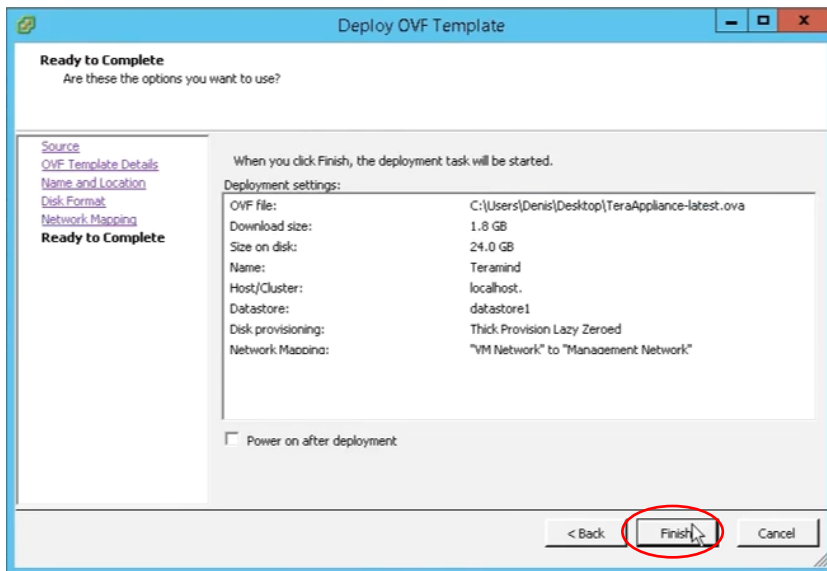 Deploy OVF Template
Ready to Complete
Are these the options you want to use?
Source
OVF Template Details
Name and Location
Disk Format
Network Mapping
Ready to Complete
When you click Finish, the deployment task will be started.
Deployment settings:
OVF file: C:\Users\Denis\Desktop\TeraAppliance-latest.ova
Download size: 1.8 GB
Size on disk: 24.0 GB
Name: Teramind
Host/Cluster: localhost.
Datastore: datastore1
Disk provisioning: Thick Provision Lazy Zeroed
Network Mapping: "VM Network" to "Management Network"
Power on after deployment
< Back Finish Cancel